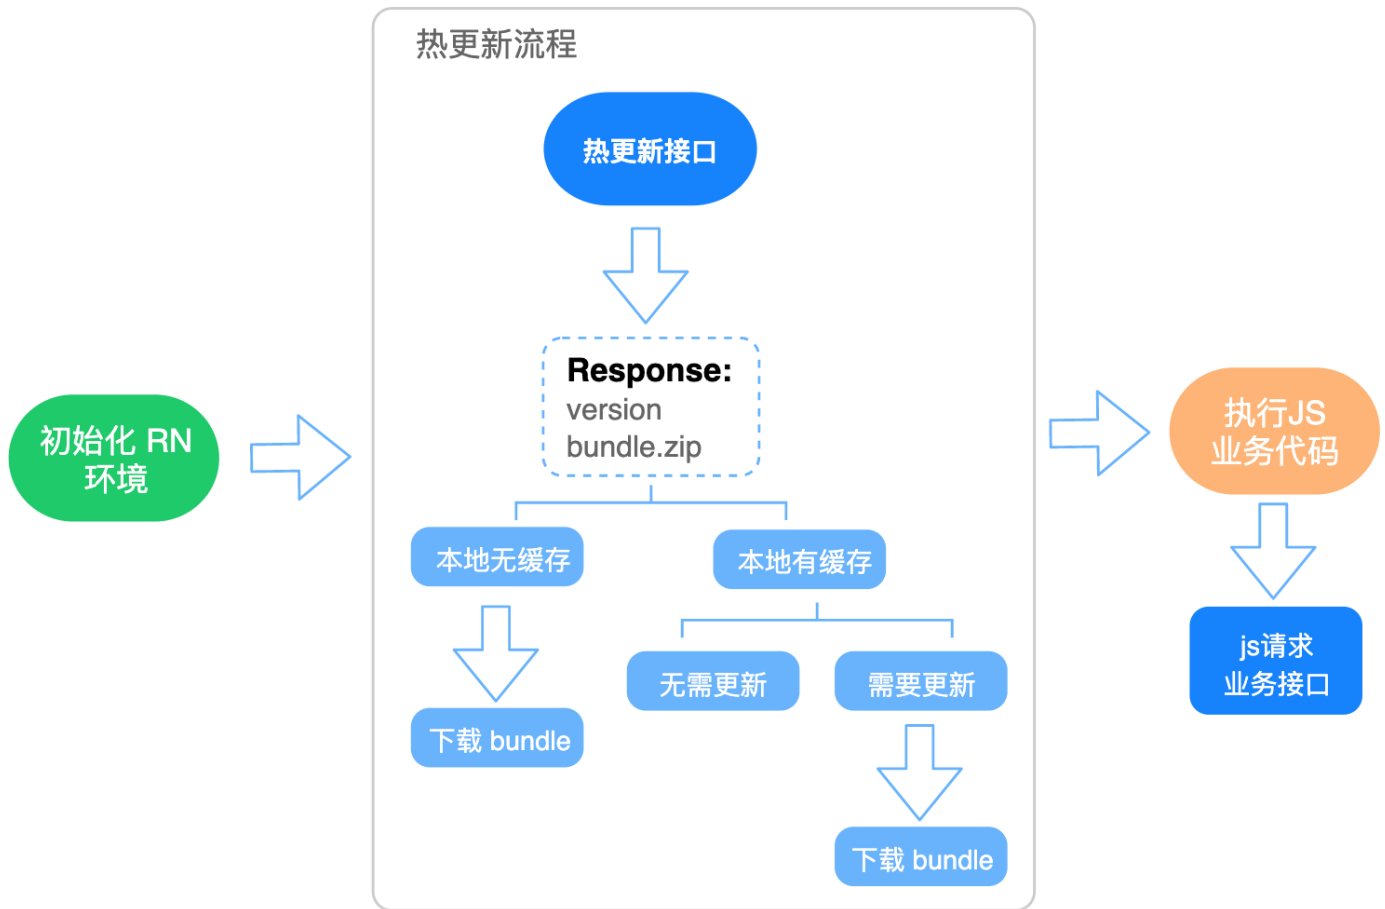 热更新流程
热更新接口
Response:
version
bundle.zip
初始化 RN
环境
执行JS
业务代码
本地无缓存
本地有缓存
js请求
业务接口
无需更新
需要更新
下载 bundle
下载 bundle